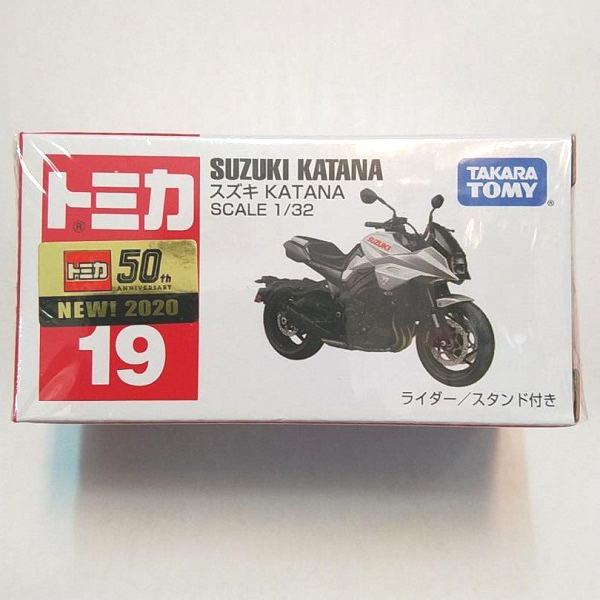 トミカ®
トミカ 50th
ANNIVERSARY
NEW! 2020
19
SUZUKI KATANA
スズキ KATANA
SCALE 1/32
TAKARA
TOMY®
SUZUKI
ライダー/スタンド付き